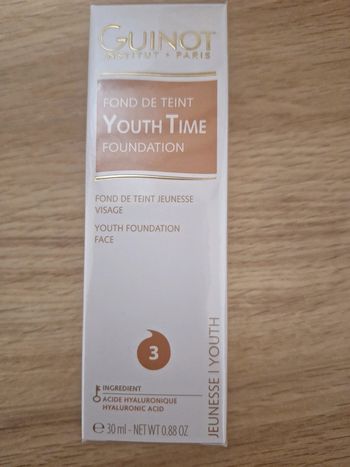 GUINOT
INSTITUT • PARIS
FOND DE TEINT
YOUTH TIME
FOUNDATION
FOND DE TEINT JEUNESSE
VISAGE
YOUTH FOUNDATION
FACE
3
INGREDIENT
ACIDE HYALURONIQUE
HYALURONIC ACID
℮ 30 ml - NET WT 0.88 OZ
JEUNESSE | YOUTH